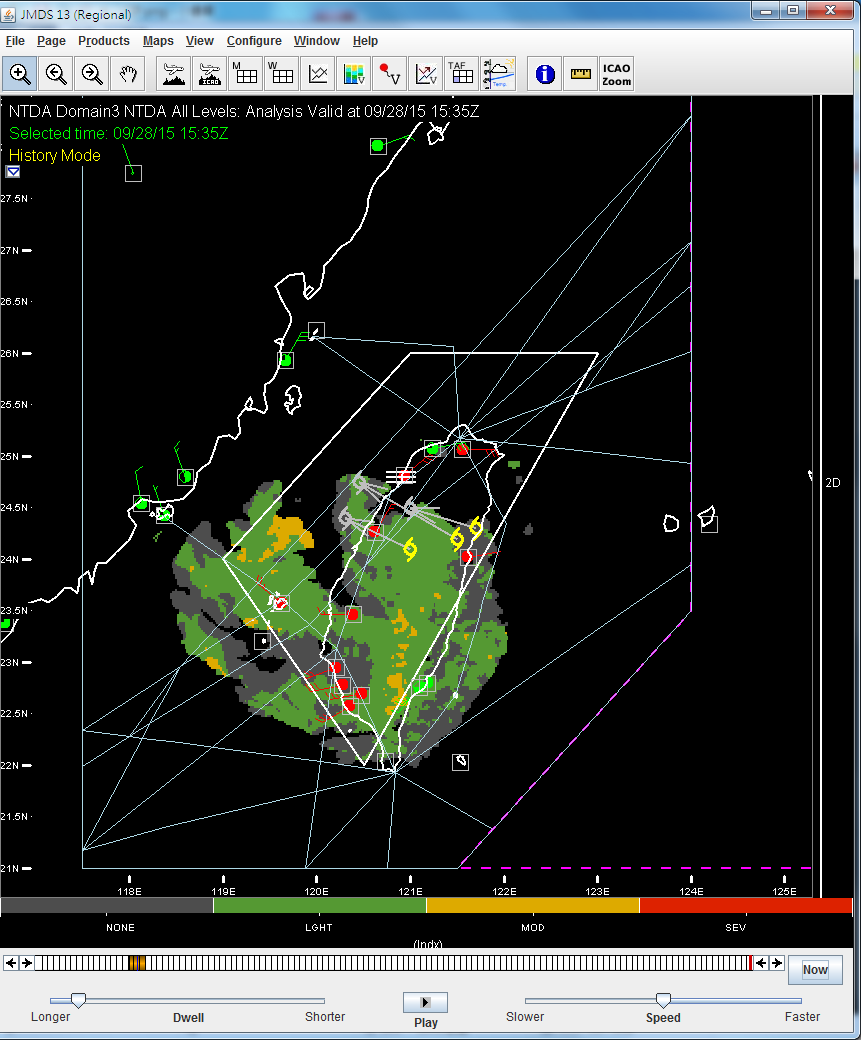 JMDS 13 (Regional)
File Page Products Maps View Configure Window Help
M W V V V TAF Temp. ICAO
ICAO Zoom
NTDA Domain3 NTDA All Levels: Analysis Valid at 09/28/15 15:35Z
Selected time: 09/28/15 15:35Z
History Mode
27.5N
27N
26.5N
26N
25.5N
25N
2D
24.5N
24N
23.5N
23N
22.5N
22N
21.5N
21N
118E 119E 120E 121E 122E 123E 124E 125E
NONE LGHT MOD SEV
(Indx)
Now
Longer Dwell Shorter Play Slower Speed Faster